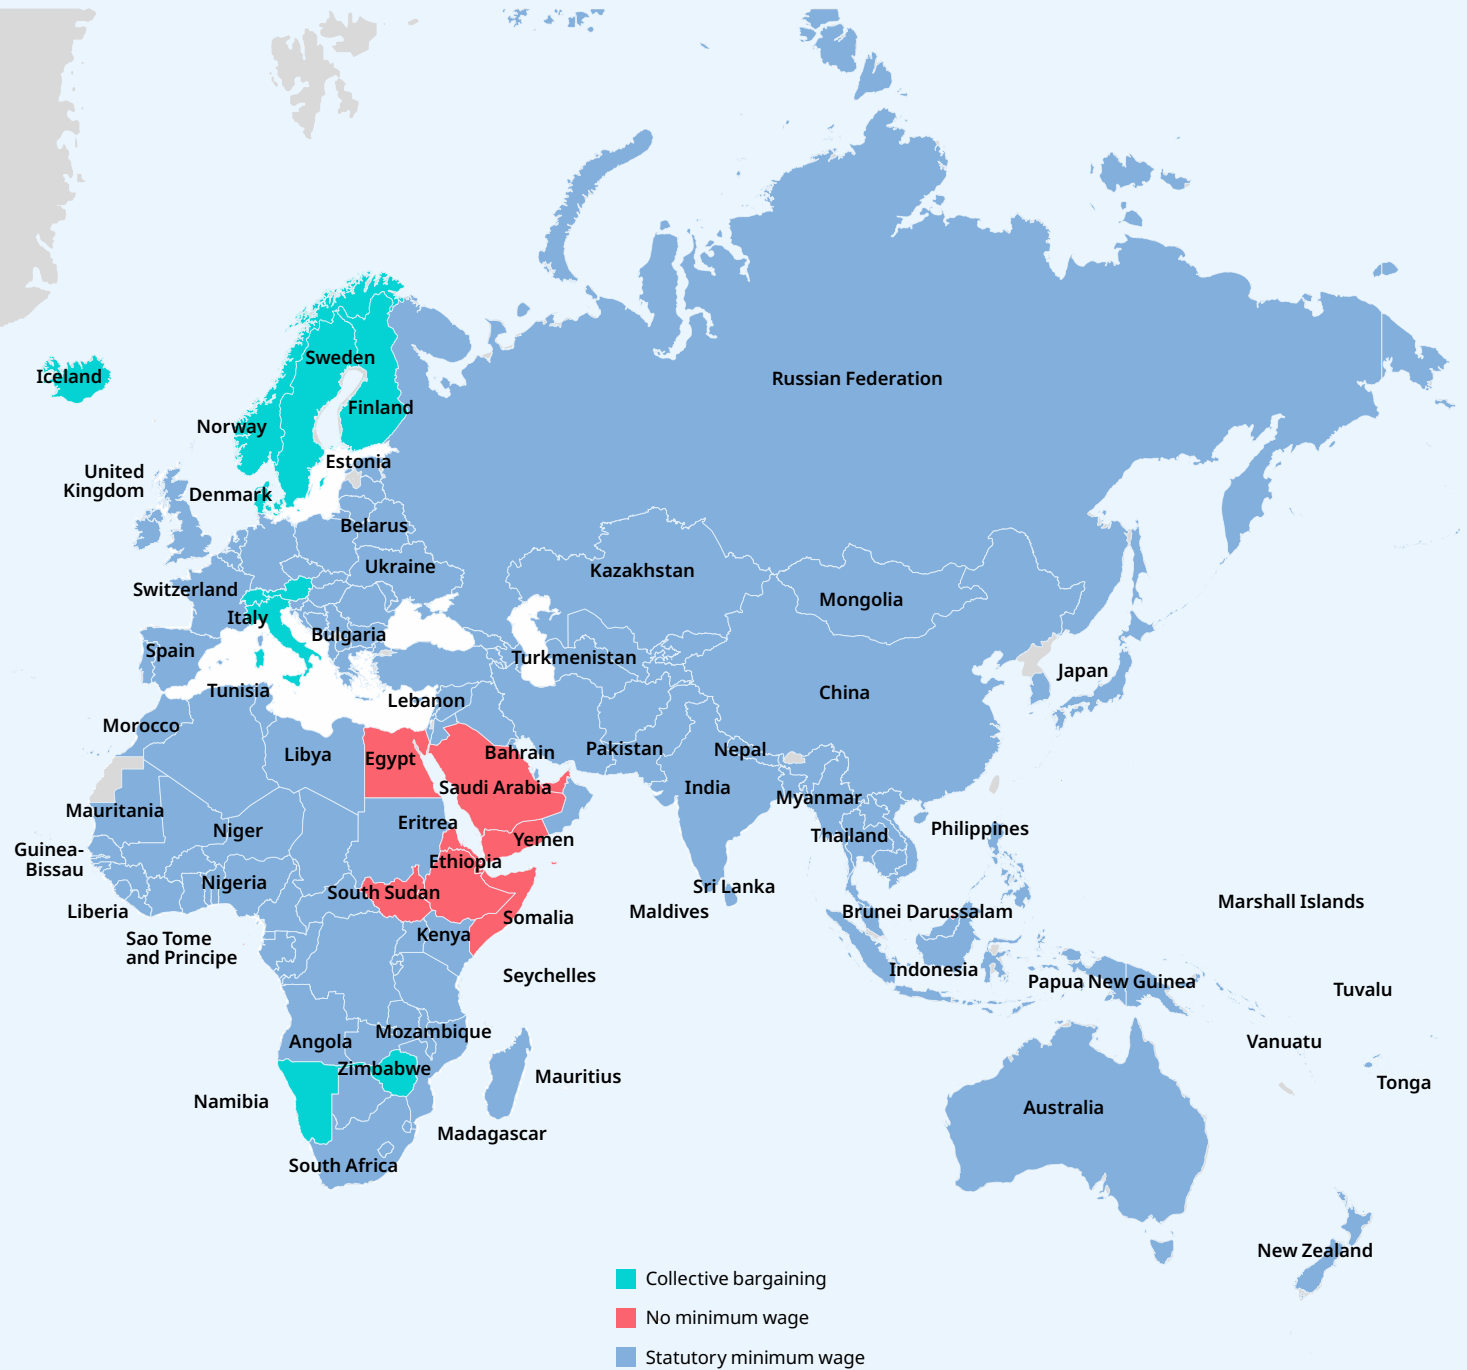 Sweden
Iceland
Russian Federation
Finland
Norway
Estonia
United
Kingdom
Denmark
Belarus
Ukraine
Kazakhstan
Switzerland
Mongolia
Italy
Bulgaria
Spain
Turkmenistan
Japan
Tunisia
China
Lebanon
Morocco
Libya
Egypt
Bahrain
Pakistan
Nepal
Saudi Arabia
India
Myanmar
Mauritania
Eritrea
Niger
Philippines
Thailand
Yemen
Guinea-
Bissau
Ethiopia
Nigeria
South Sudan
Sri Lanka
Marshall Islands
Liberia
Somalia
Maldives
Brunei Darussalam
Kenya
Sao Tome
and Principe
Indonesia
Seychelles
Papua New Guinea
Tuvalu
Mozambique
Angola
Vanuatu
Zimbabwe
Mauritius
Tonga
Namibia
Australia
Madagascar
South Africa
New Zealand
Collective bargaining
No minimum wage
Statutory minimum wage